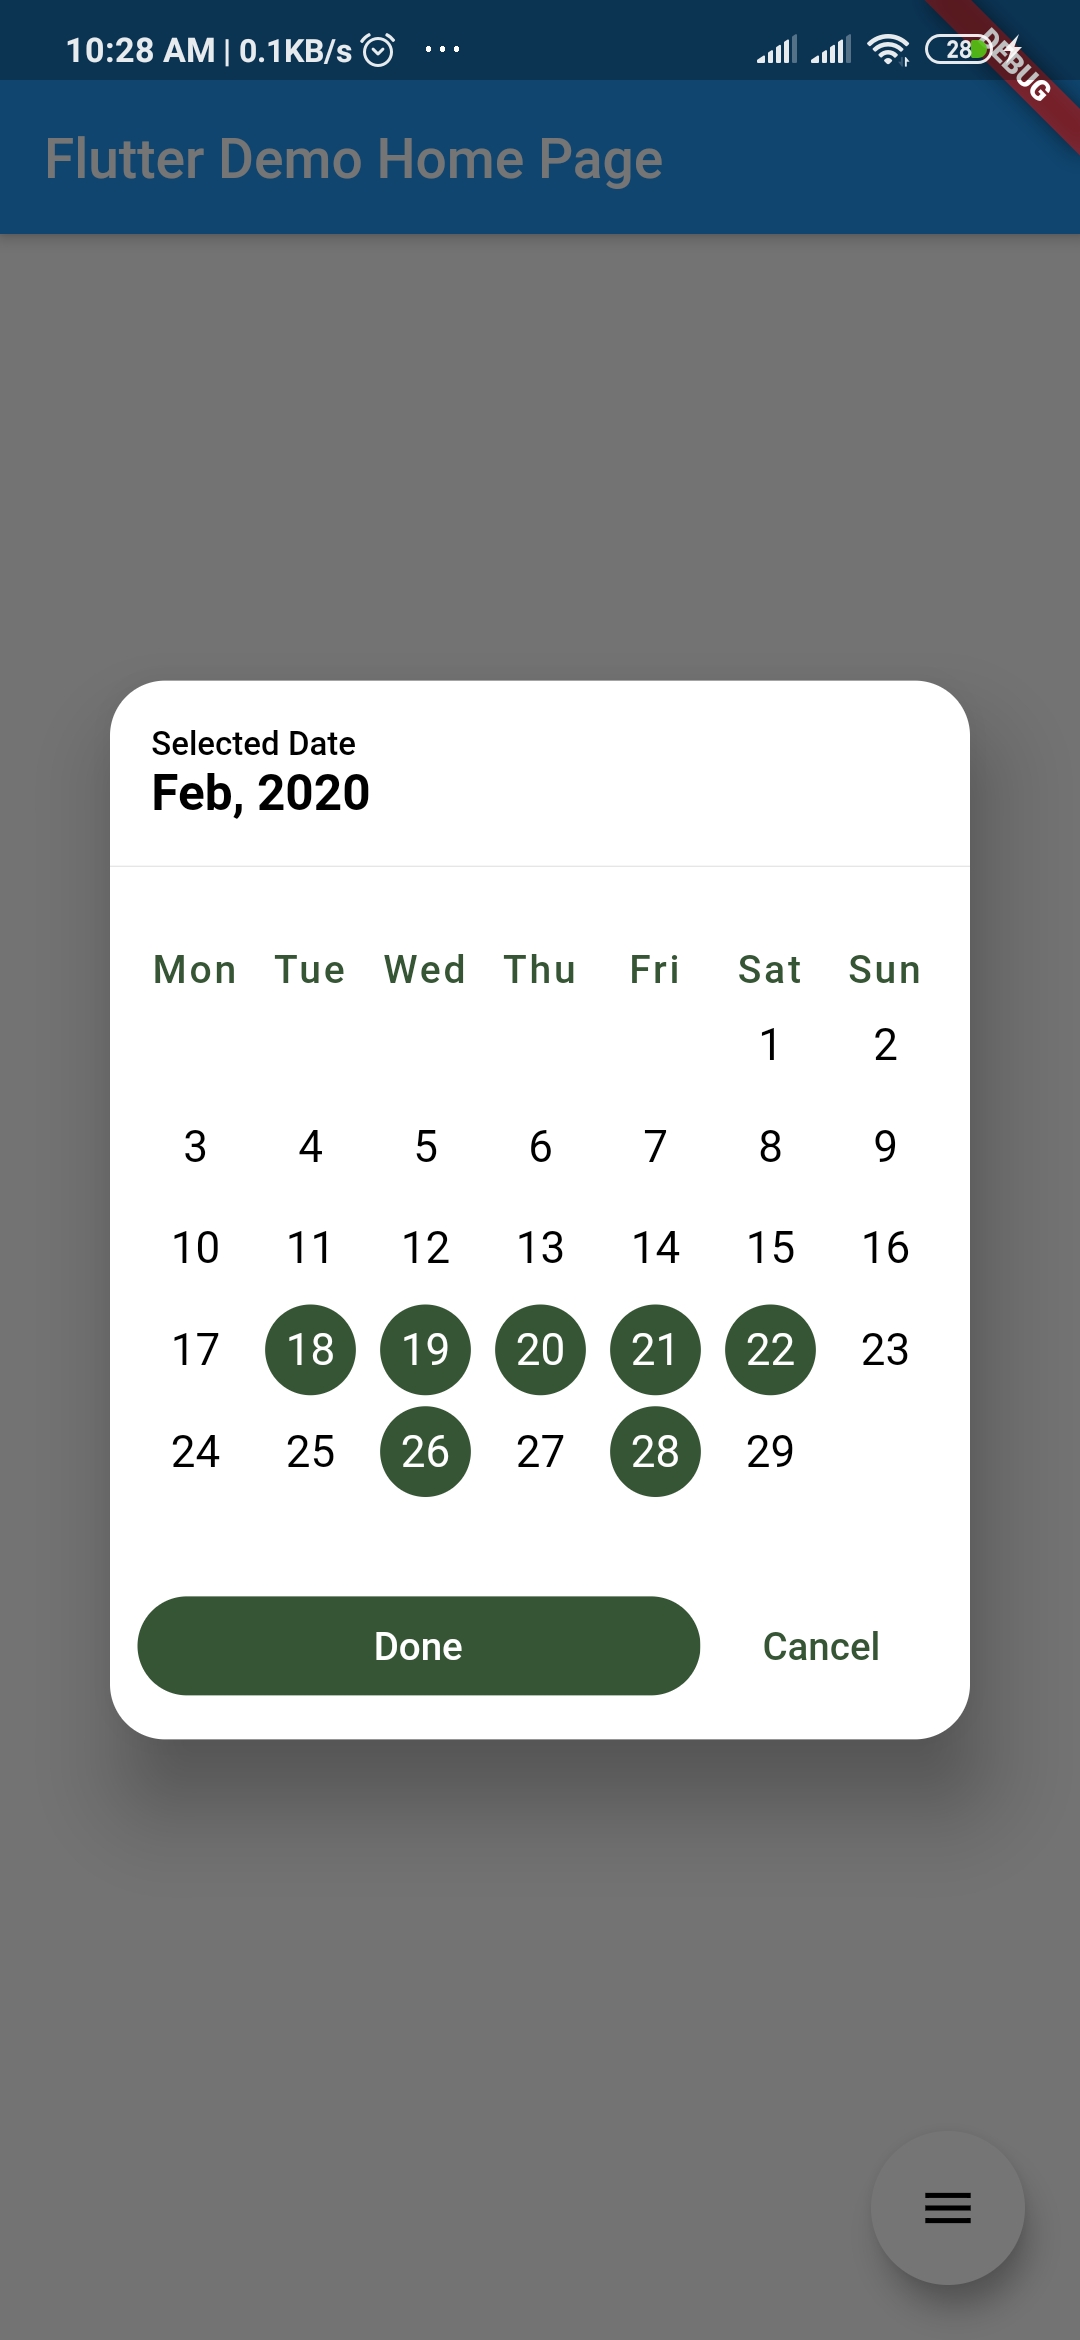 10:28 AM | 0.1KB/s ... 28
DEBUG
Flutter Demo Home Page
Selected Date
Feb, 2020
Mon Tue Wed Thu Fri Sat Sun
1 2
3 4 5 6 7 8 9
10 11 12 13 14 15 16
17 18 19 20 21 22 23
24 25 26 27 28 29
Done Cancel